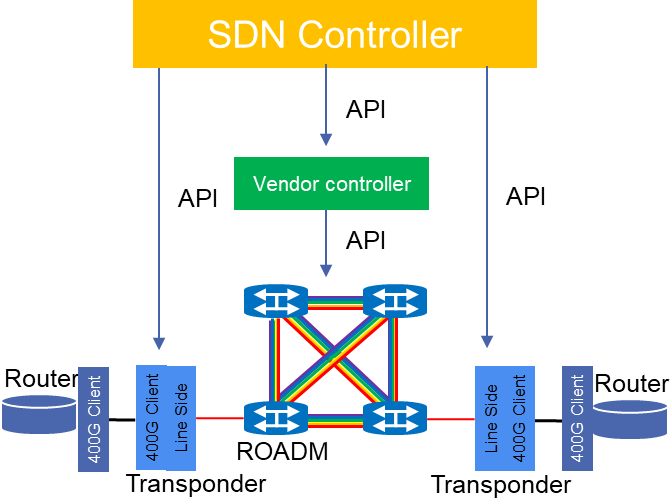 SDN Controller
API
Vendor controller
API
API
API
Router
400G Client
400G Client
Line Side
Transponder
ROADM
Line Side
400G Client
400G Client
Router
Transponder